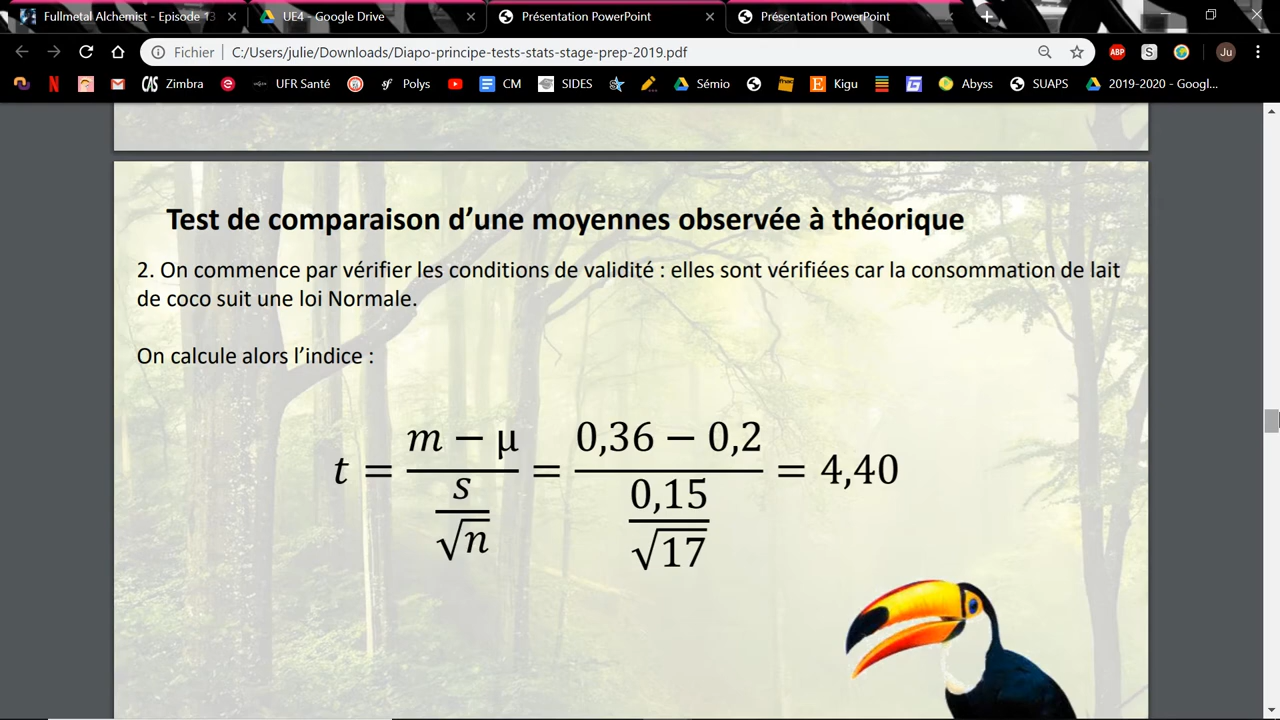 Fullmetal Alchemist - Episode 13
UE4 - Google Drive
Présentation PowerPoint
Présentation PowerPoint
Fichier
C:/Users/julie/Downloads/Diapo-principe-tests-stats-stage-prep-2019.pdf
ABP
S
Ju
N
CAS Zimbra
UFR Santé
Polys
CM
SIDES
Sémio
fnac
E Kigu
Abyss
SUAPS
2019-2020 - Googl...
Test de comparaison d’une moyennes observée à théorique
2. On commence par vérifier les conditions de validité : elles sont vérifiées car la consommation de lait
de coco suit une loi Normale.
On calcule alors l’indice :
t = (m − µ) / (s / √n) = (0,36 − 0,2) / (0,15 / √17) = 4,40